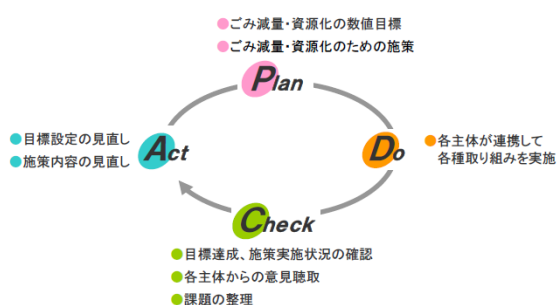 ●ごみ減量・資源化の数値目標
●ごみ減量・資源化のための施策
Plan
●目標設定の見直し
●施策内容の見直し
Act
Do
●各主体が連携して
各種取り組みを実施
Check
●目標達成、施策実施状況の確認
●各主体からの意見聴取
●課題の整理